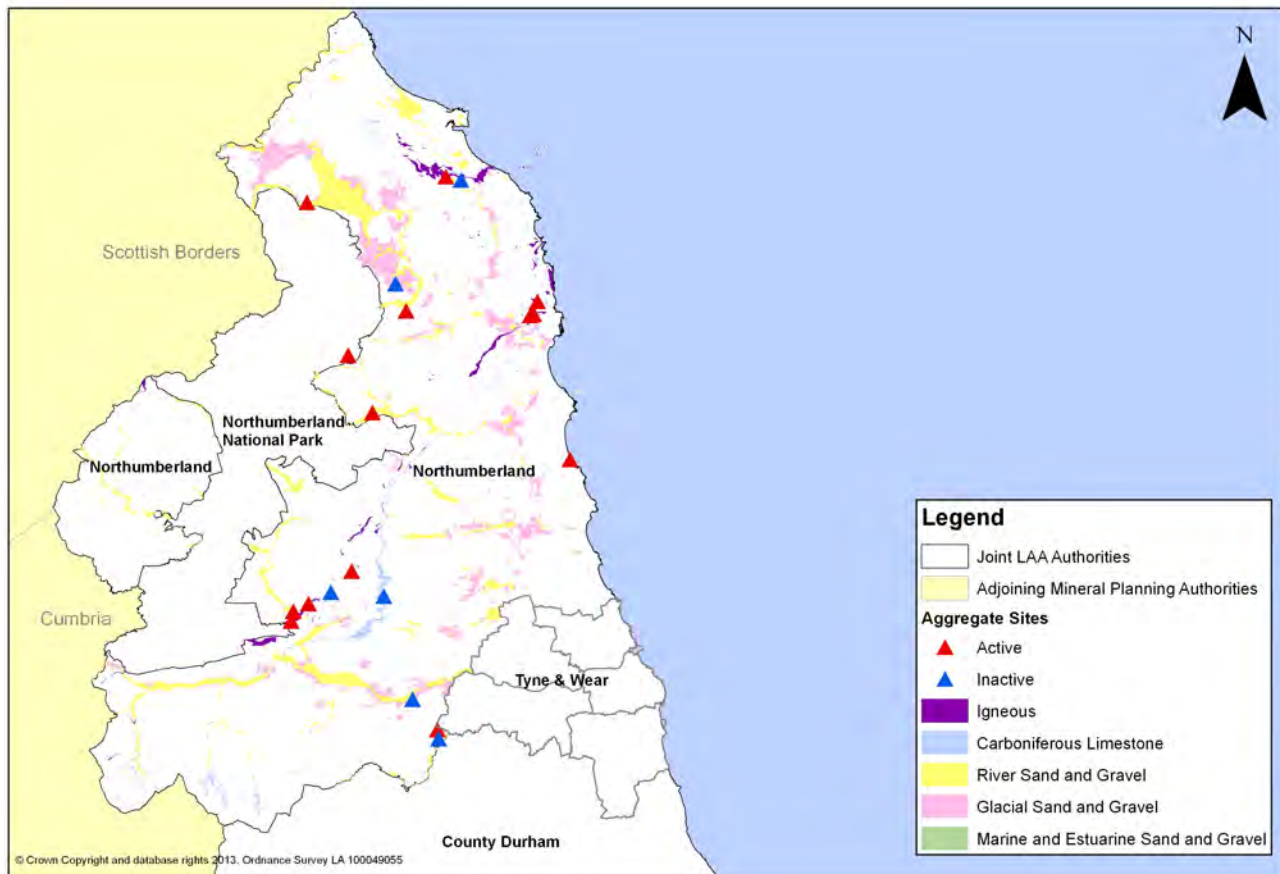 N
Scottish Borders
Northumberland
National Park
Northumberland
Northumberland
Cumbria
Tyne & Wear
County Durham
Legend
Joint LAA Authorities
Adjoining Mineral Planning Authorities
Aggregate Sites
Active
Inactive
Igneous
Carboniferous Limestone
River Sand and Gravel
Glacial Sand and Gravel
Marine and Estuarine Sand and Gravel
© Crown Copyright and database rights 2013. Ordnance Survey LA 100049055